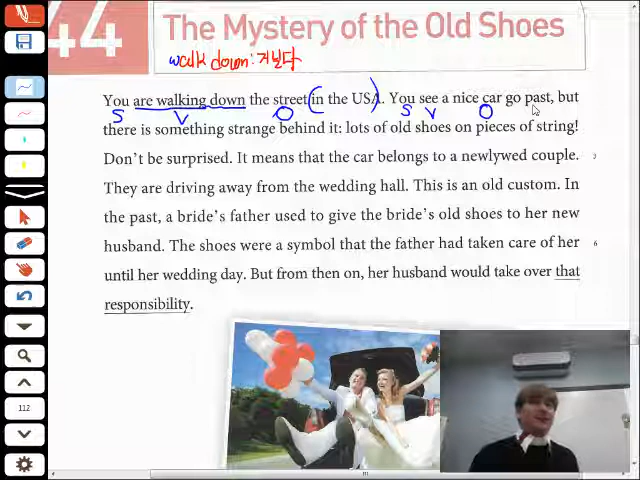 44 The Mystery of the Old Shoes
walk down: 거닐다
You are walking down the street (in the USA). You see a nice car go past, but
S V O S V O
there is something strange behind it: lots of old shoes on pieces of string!
Don't be surprised. It means that the car belongs to a newlywed couple. 3
They are driving away from the wedding hall. This is an old custom. In
the past, a bride's father used to give the bride's old shoes to her new
husband. The shoes were a symbol that the father had taken care of her 6
until her wedding day. But from then on, her husband would take over that
responsibility.
112